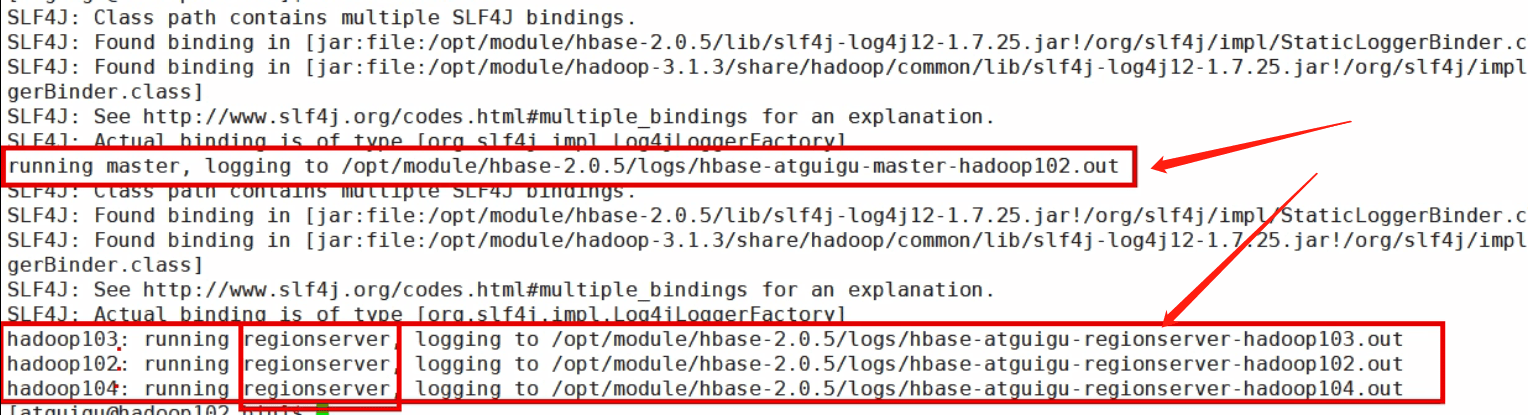 SLF4J: Class path contains multiple SLF4J bindings.
SLF4J: Found binding in [jar:file:/opt/module/hbase-2.0.5/lib/slf4j-log4j12-1.7.25.jar!/org/slf4j/impl/StaticLoggerBinder.c
SLF4J: Found binding in [jar:file:/opt/module/hadoop-3.1.3/share/hadoop/common/lib/slf4j-log4j12-1.7.25.jar!/org/slf4j/impl
gerBinder.class]
SLF4J: See http://www.slf4j.org/codes.html#multiple_bindings for an explanation.
SLF4J: Actual binding is of type [org.slf4j.impl.Log4jLoggerFactory]
running master, logging to /opt/module/hbase-2.0.5/logs/hbase-atguigu-master-hadoop102.out
SLF4J: Class path contains multiple SLF4J bindings.
SLF4J: Found binding in [jar:file:/opt/module/hbase-2.0.5/lib/slf4j-log4j12-1.7.25.jar!/org/slf4j/impl/StaticLoggerBinder.c
SLF4J: Found binding in [jar:file:/opt/module/hadoop-3.1.3/share/hadoop/common/lib/slf4j-log4j12-1.7.25.jar!/org/slf4j/impl
gerBinder.class]
SLF4J: See http://www.slf4j.org/codes.html#multiple_bindings for an explanation.
SLF4J: Actual binding is of type [org.slf4j.impl.Log4jLoggerFactory]
hadoop103: running regionserver, logging to /opt/module/hbase-2.0.5/logs/hbase-atguigu-regionserver-hadoop103.out
hadoop102: running regionserver, logging to /opt/module/hbase-2.0.5/logs/hbase-atguigu-regionserver-hadoop102.out
hadoop104: running regionserver, logging to /opt/module/hbase-2.0.5/logs/hbase-atguigu-regionserver-hadoop104.out
[atguigu@hadoop102 bin]$